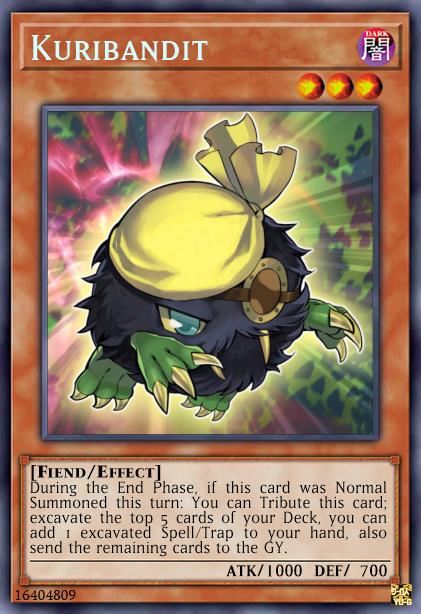 KURIBANDIT
DARK
闇
[FIEND/EFFECT]
During the End Phase, if this card was Normal
Summoned this turn: You can Tribute this card;
excavate the top 5 cards of your Deck, you can
add 1 excavated Spell/Trap to your hand, also
send the remaining cards to the GY.
ATK/1000 DEF/ 700
16404809